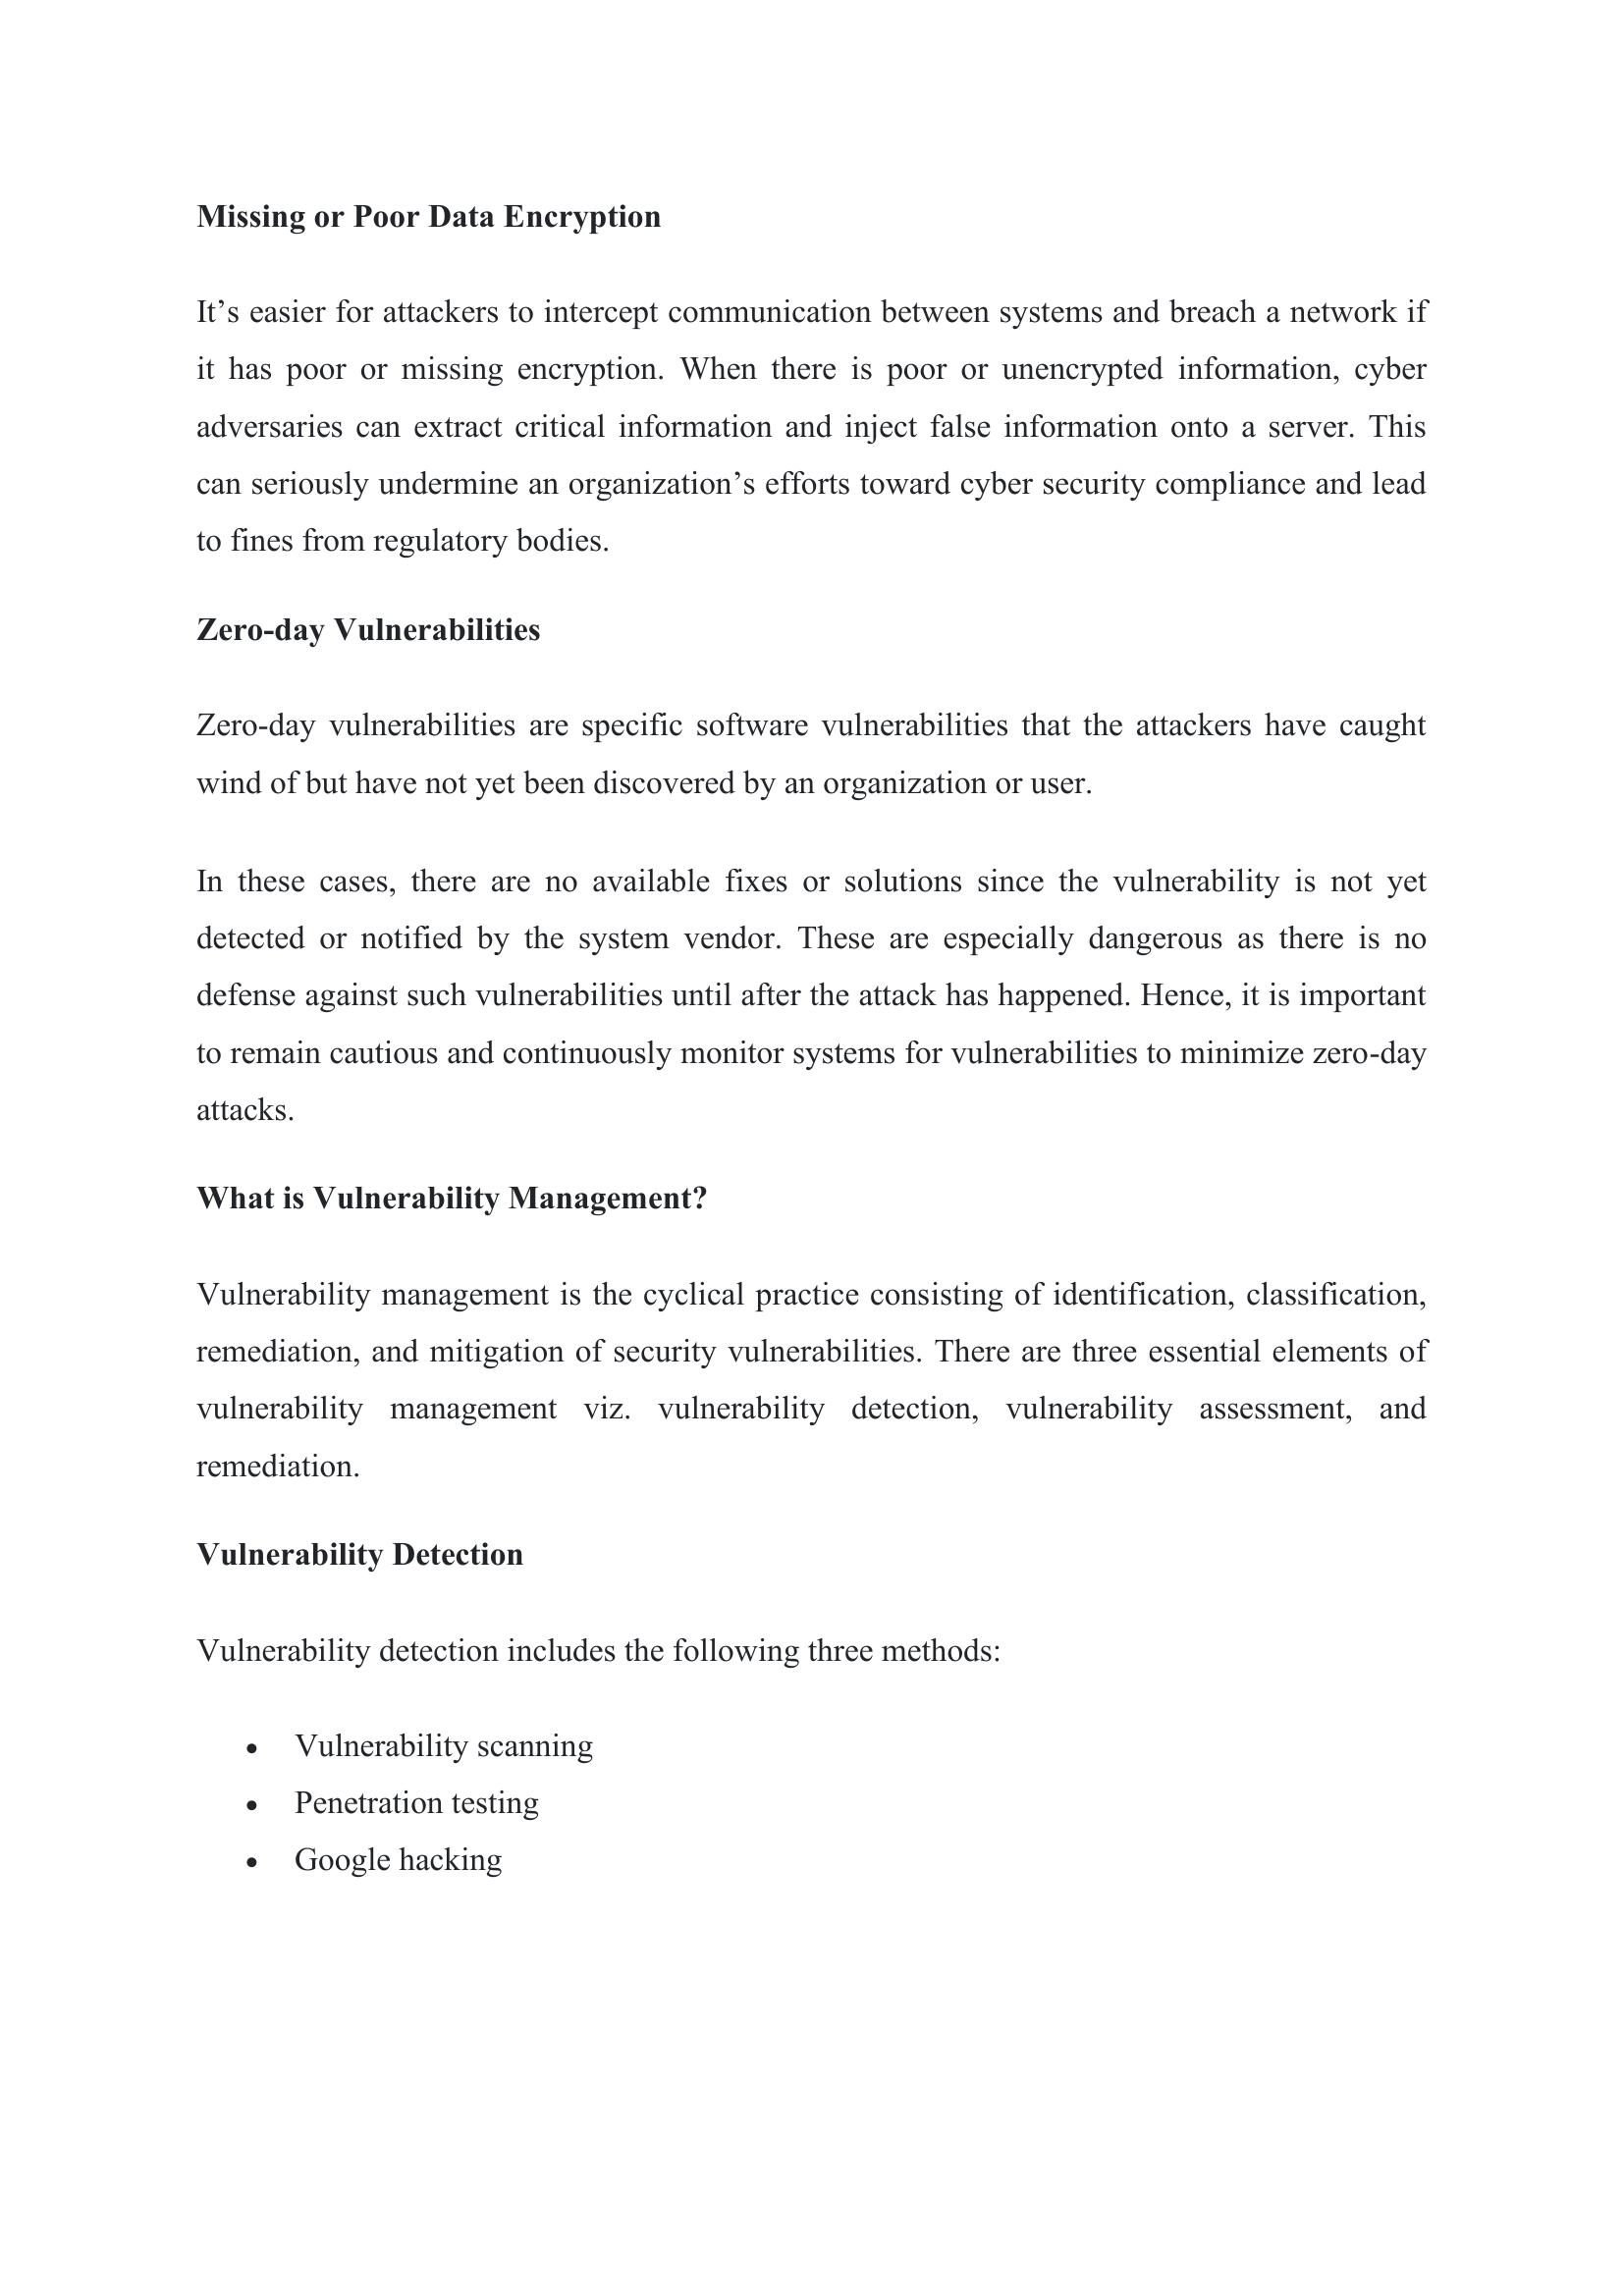 Missing or Poor Data Encryption
It’s easier for attackers to intercept communication between systems and breach a network if
it has poor or missing encryption. When there is poor or unencrypted information, cyber
adversaries can extract critical information and inject false information onto a server. This
can seriously undermine an organization’s efforts toward cyber security compliance and lead
to fines from regulatory bodies.
Zero-day Vulnerabilities
Zero-day vulnerabilities are specific software vulnerabilities that the attackers have caught
wind of but have not yet been discovered by an organization or user.
In these cases, there are no available fixes or solutions since the vulnerability is not yet
detected or notified by the system vendor. These are especially dangerous as there is no
defense against such vulnerabilities until after the attack has happened. Hence, it is important
to remain cautious and continuously monitor systems for vulnerabilities to minimize zero-day
attacks.
What is Vulnerability Management?
Vulnerability management is the cyclical practice consisting of identification, classification,
remediation, and mitigation of security vulnerabilities. There are three essential elements of
vulnerability management viz. vulnerability detection, vulnerability assessment, and
remediation.
Vulnerability Detection
Vulnerability detection includes the following three methods:
• Vulnerability scanning
• Penetration testing
• Google hacking